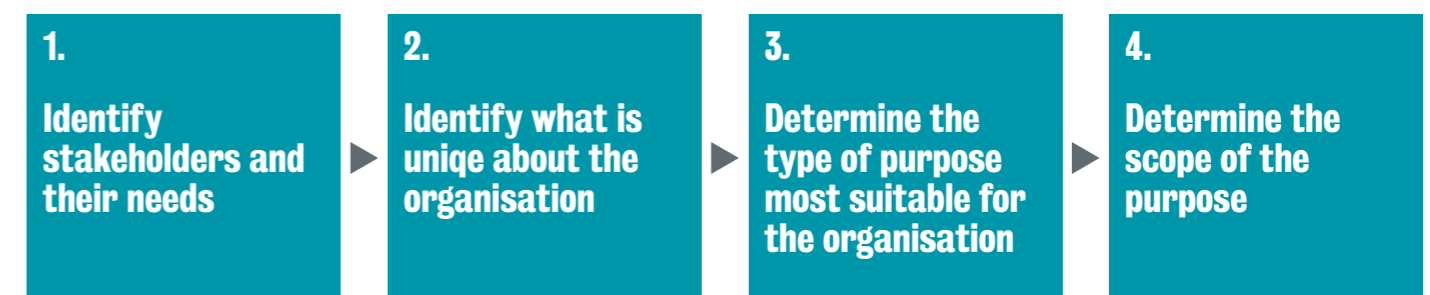 1.
Identify
stakeholders and
their needs
2.
Identify what is
uniqe about the
organisation
3.
Determine the
type of purpose
most suitable for
the organisation
4.
Determine the
scope of the
purpose